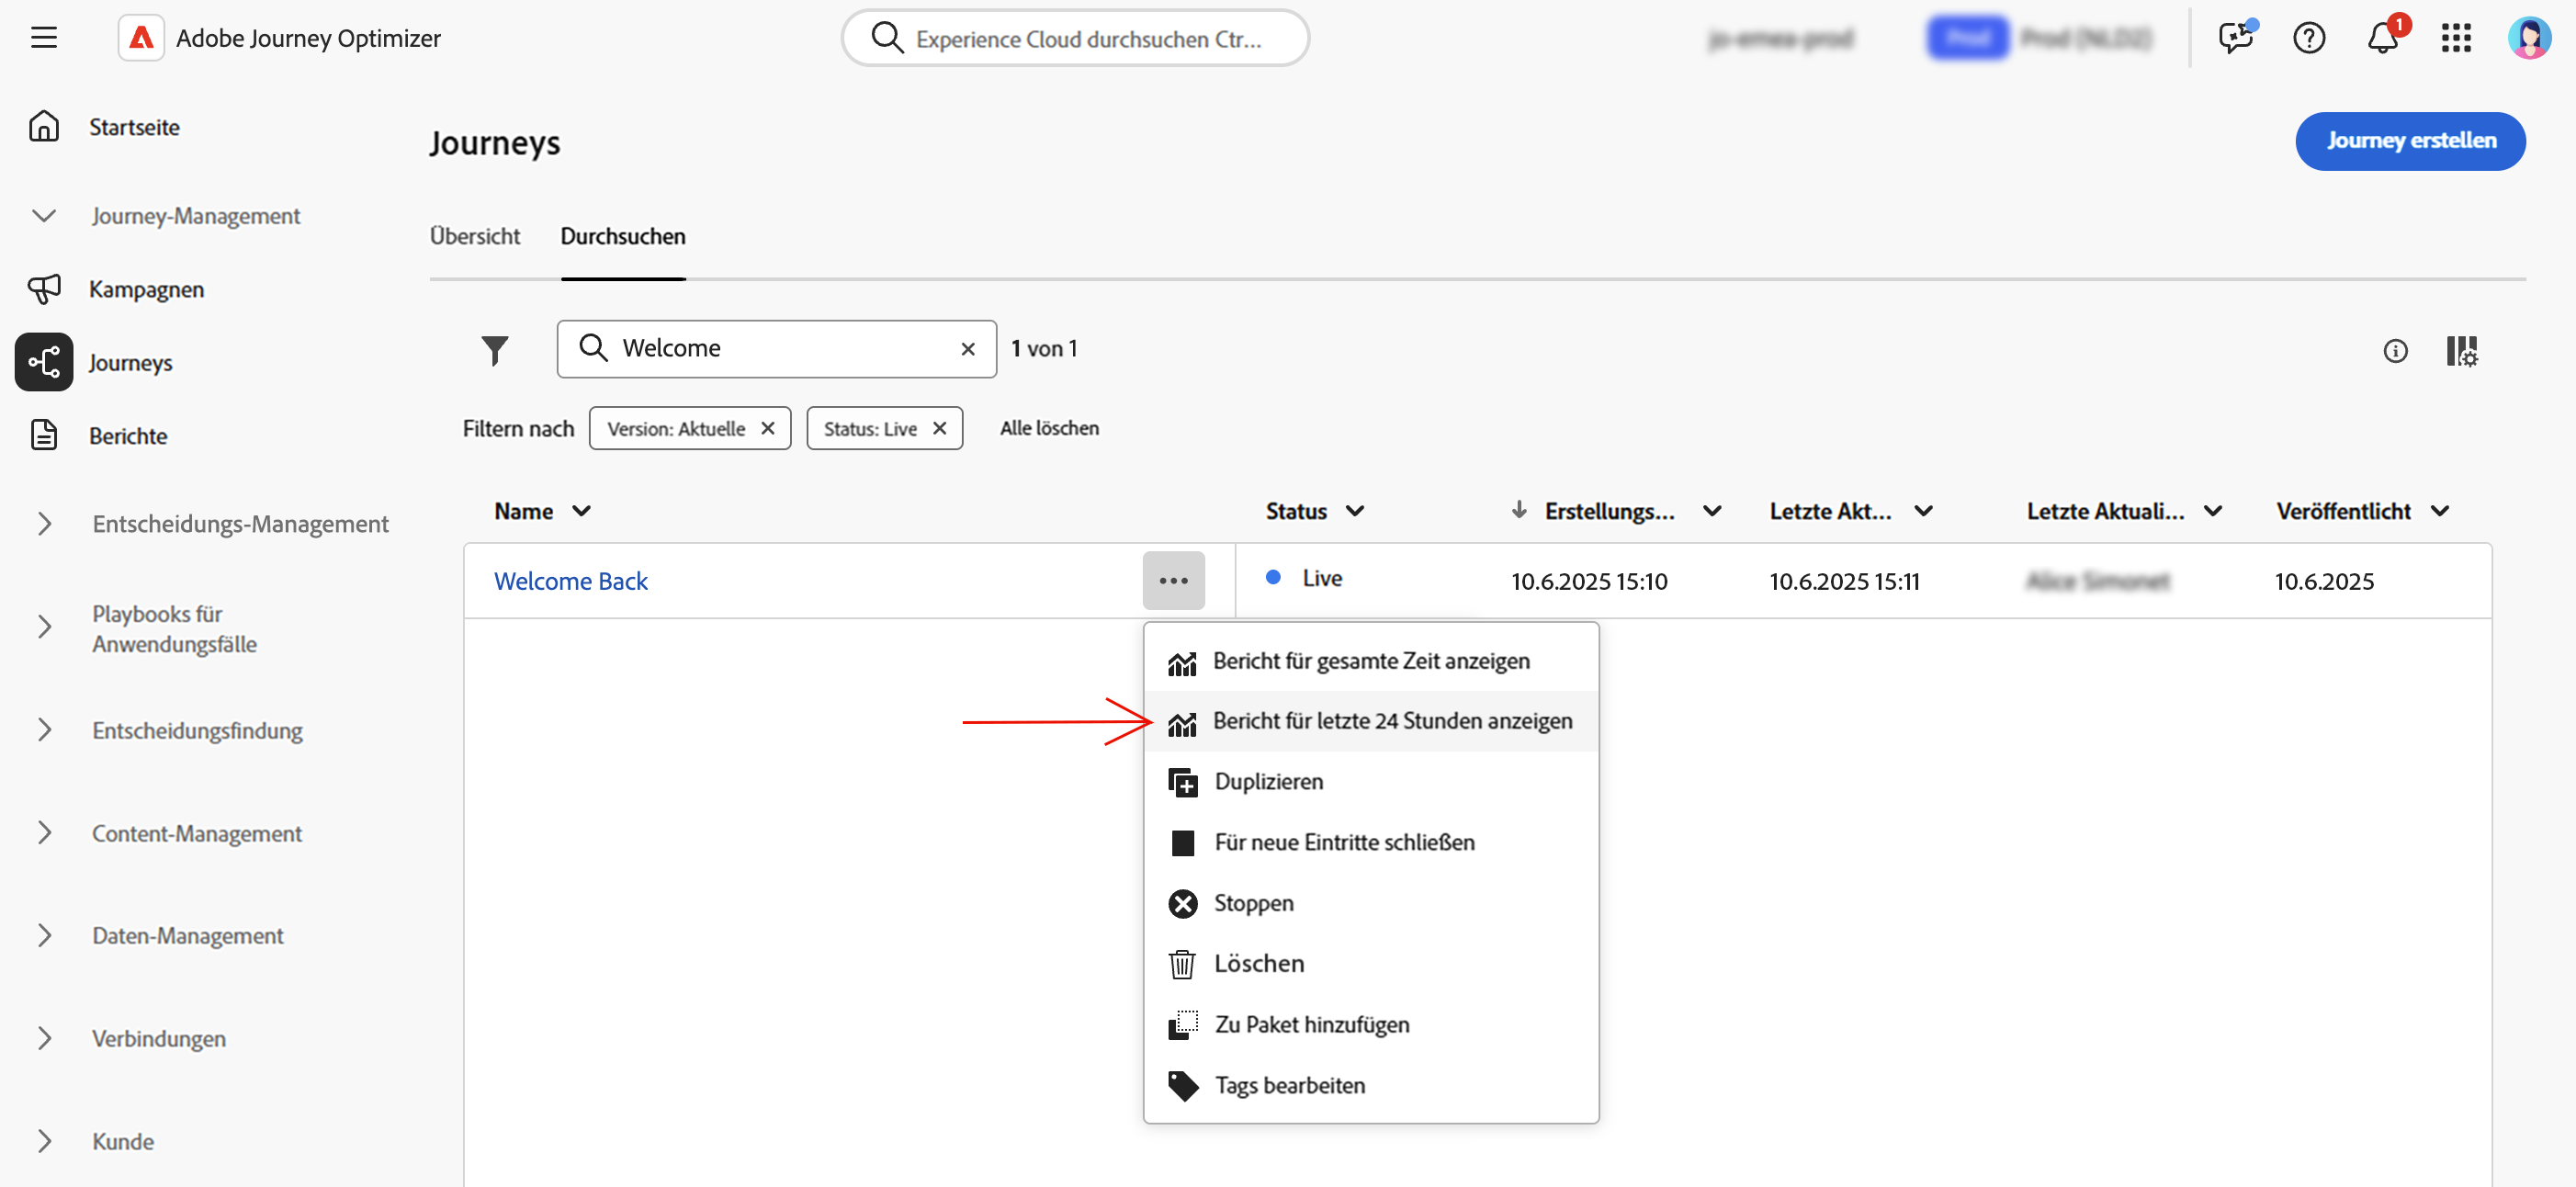 Adobe Journey Optimizer
Experience Cloud durchsuchen Ctr...
1
Startseite
Journeys
Journey erstellen
Journey-Management
Übersicht
Durchsuchen
Kampagnen
Welcome
1 von 1
Journeys
Filtern nach
Version: Aktuelle
Status: Live
Alle löschen
Berichte
Name
Status
Erstellungs...
Letzte Akt...
Letzte Aktuali...
Veröffentlicht
Entscheidungs-Management
Welcome Back
Live
10.6.2025 15:10
10.6.2025 15:11
10.6.2025
Playbooks für
Anwendungsfälle
Bericht für gesamte Zeit anzeigen
Bericht für letzte 24 Stunden anzeigen
Entscheidungsfindung
Duplizieren
Content-Management
Für neue Eintritte schließen
Stoppen
Daten-Management
Löschen
Zu Paket hinzufügen
Verbindungen
Tags bearbeiten
Kunde